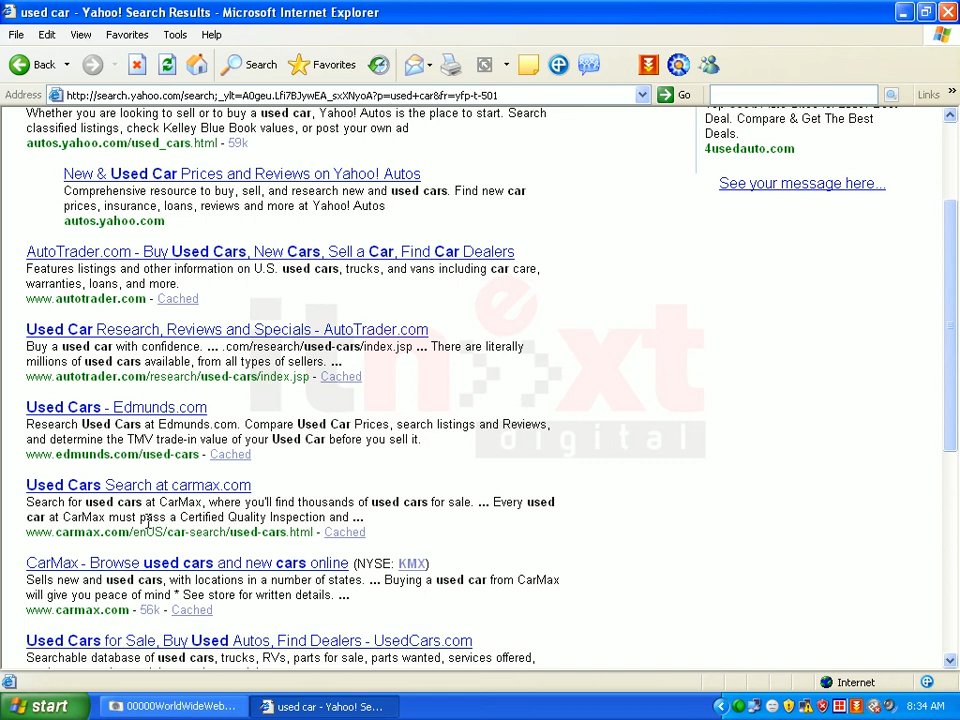 used car - Yahoo! Search Results - Microsoft Internet Explorer
File Edit View Favorites Tools Help
Back Search Favorites
Address http://search.yahoo.com/search;_ylt=A0geu.Lfi7BJywEA_sxXNyoA?p=used+car&fr=yfp-t-501 Go Links »
Whether you are looking to sell or to buy a used car, Yahoo! Autos is the place to start. Search
classified listings, check Kelley Blue Book values, or post your own ad
autos.yahoo.com/used_cars.html - 59k
New & Used Car Prices and Reviews on Yahoo! Autos
Comprehensive resource to buy, sell, and research new and used cars. Find new car
prices, insurance, loans, reviews and more at Yahoo! Autos
autos.yahoo.com
AutoTrader.com - Buy Used Cars, New Cars, Sell a Car, Find Car Dealers
Features listings and other information on U.S. used cars, trucks, and vans including car care,
warranties, loans, and more.
www.autotrader.com - Cached
Used Car Research, Reviews and Specials - AutoTrader.com
Buy a used car with confidence. ... .com/research/used-cars/index.jsp ... There are literally
millions of used cars available, from all types of sellers. ...
www.autotrader.com/research/used-cars/index.jsp - Cached
Used Cars - Edmunds.com
Research Used Cars at Edmunds.com. Compare Used Car Prices, search listings and Reviews,
and determine the TMV trade-in value of your Used Car before you sell it.
www.edmunds.com/used-cars - Cached
Used Cars Search at carmax.com
Search for used cars at CarMax, where you'll find thousands of used cars for sale. ... Every used
car at CarMax must pass a Certified Quality Inspection and ...
www.carmax.com/enUS/car-search/used-cars.html - Cached
CarMax - Browse used cars and new cars online (NYSE: KMX)
Sells new and used cars, with locations in a number of states. ... Buying a used car from CarMax
will give you peace of mind * See store for written details. ...
www.carmax.com - 56k - Cached
Used Cars for Sale, Buy Used Autos, Find Dealers - UsedCars.com
Searchable database of used cars, trucks, RVs, parts for sale, parts wanted, services offered,
Deal. Compare & Get The Best
Deals.
4usedauto.com
See your message here...
itnext
digital
Internet
start 00000WorldWideWeb... used car - Yahoo! Se... 8:34 AM